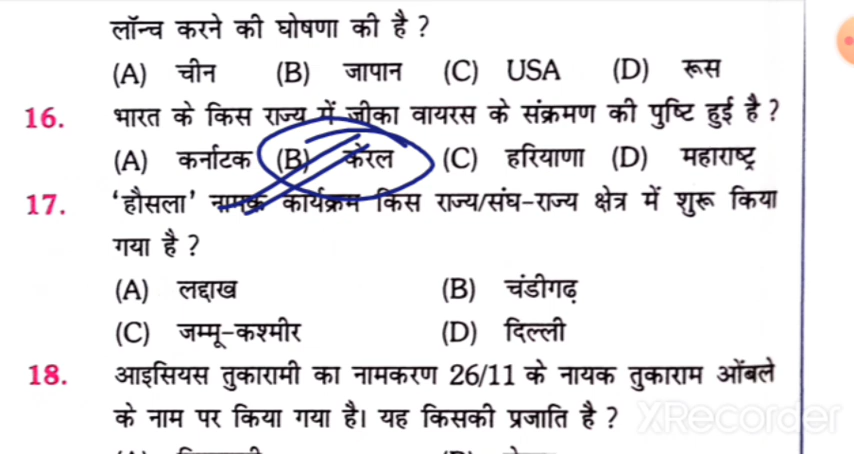 लॉन्च करने की घोषणा की है ?
(A) चीन (B) जापान (C) USA (D) रूस
16. भारत के किस राज्य में जीका वायरस के संक्रमण की पुष्टि हुई है ?
(A) कर्नाटक (B) केरल (C) हरियाणा (D) महाराष्ट्र
17. ‘हौसला’ नामक कार्यक्रम किस राज्य/संघ-राज्य क्षेत्र में शुरू किया
गया है ?
(A) लद्दाख (B) चंडीगढ़
(C) जम्मू-कश्मीर (D) दिल्ली
18. आइसियस तुकारामी का नामकरण 26/11 के नायक तुकाराम ओंबले
के नाम पर किया गया है। यह किसकी प्रजाति है ?
XRecorder